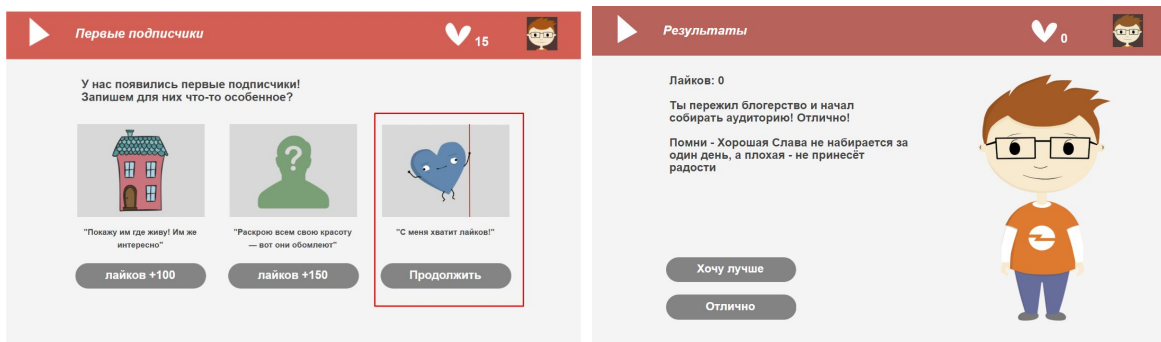 Первые подписчики
15
У нас появились первые подписчики!
Запишем для них что-то особенное?
"Покажу им где живу! Им же
интересно"
лайков +100
?
"Раскрою всем свою красоту
— вот они обомлеют"
лайков +150
"С меня хватит лайков!"
Продолжить
Результаты
0
Лайков: 0
Ты пережил блогерство и начал
собирать аудиторию! Отлично!
Помни - Хорошая Слава не набирается за
один день, а плохая - не принесёт
радости
Хочу лучше
Отлично